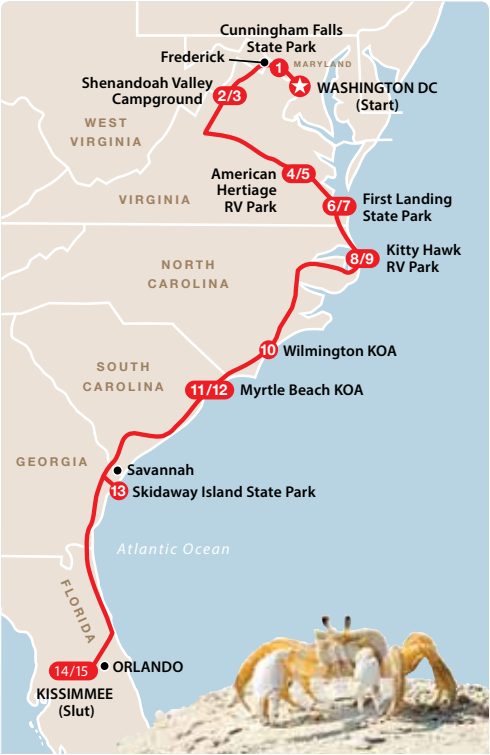 Cunningham Falls
State Park
Frederick
1
MARYLAND
WASHINGTON DC
(Start)
Shenandoah Valley
Campground
2/3
WEST
VIRGINIA
American
Hertiage
RV Park
4/5
VIRGINIA
6/7
First Landing
State Park
8/9
Kitty Hawk
RV Park
NORTH
CAROLINA
10
Wilmington KOA
SOUTH
CAROLINA
11/12
Myrtle Beach KOA
GEORGIA
Savannah
13
Skidaway Island State Park
Atlantic Ocean
FLORIDA
14/15
ORLANDO
KISSIMMEE
(Slut)